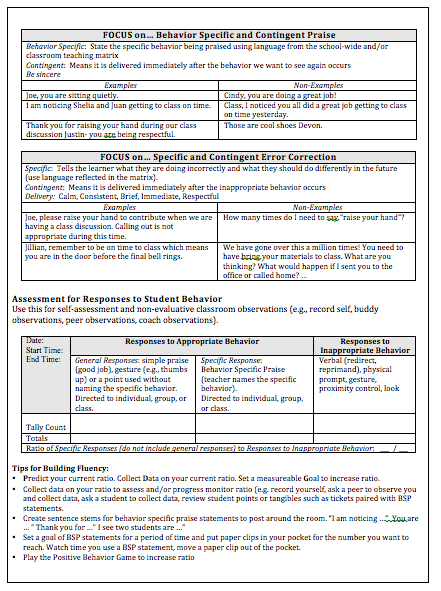 FOCUS on... Behavior Specific and Contingent Praise
Behavior Specific: State the specific behavior being praised using language from the school-wide and/or
classroom teaching matrix
Contingent: Means it is delivered immediately after the behavior we want to see again occurs
Be sincere
Examples
Non-Examples
Joe, you are sitting quietly.
Cindy, you are doing a great job!
I am noticing Shelia and Juan getting to class on time.
Class, I noticed you all did a great job getting to class
on time yesterday.
Thank you for raising your hand during our class
discussion Justin- you are being respectful.
Those are cool shoes Devon.
FOCUS on... Specific and Contingent Error Correction
Specific: Tells the learner what they are doing incorrectly and what they should do differently in the future
(use language reflected in the matrix).
Contingent: Means it is delivered immediately after the inappropriate behavior occurs
Delivery: Calm, Consistent, Brief, Immediate, Respectful
Examples
Non-Examples
Joe, please raise your hand to contribute when we are
having a class discussion. Calling out is not
appropriate during this time.
How many times do I need to say "raise your hand"?
Jillian, remember to be on time to class which means
you are in the door before the final bell rings.
We have gone over this a million times! You need to
have bring your materials to class. What are you
thinking? What would happen if I sent you to the
office or called home? ...
Assessment for Responses to Student Behavior
Use this for self-assessment and non-evaluative classroom observations (e.g., record self, buddy
observations, peer observations, coach observations).
Date:
Start Time:
End Time:
Responses to Appropriate Behavior
Responses to
Inappropriate Behavior
General Responses: simple praise
(good job), gesture (e.g., thumbs
up) or a point used without
naming the specific behavior.
Directed to individual, group, or
class.
Specific Response:
Behavior Specific Praise
(teacher names the specific
behavior).
Directed to individual, group,
or class.
Verbal (redirect,
reprimand), physical
prompt, gesture,
proximity control, look
Tally Count
Totals
Ratio of Specific Responses (do not include general responses) to Responses to Inappropriate Behavior: __ / __
Tips for Building Fluency:
• Predict your current ratio. Collect Data on your current ratio. Set a measureable Goal to increase ratio.
• Collect data on your ratio to assess and/or progress monitor ratio (e.g. record yourself, ask a peer to observe you
and collect data, ask a student to collect data, review student points or tangibles such as tickets paired with BSP
statements.
• Create sentence stems for behavior specific praise statements to post around the room. "I am noticing ..." You are
... " Thank you for ..." I see two students are ..."
• Set a goal of BSP statements for a period of time and put paper clips in your pocket for the number you want to
reach. Watch time you use a BSP statement, move a paper clip out of the pocket.
• Play the Positive Behavior Game to increase ratio